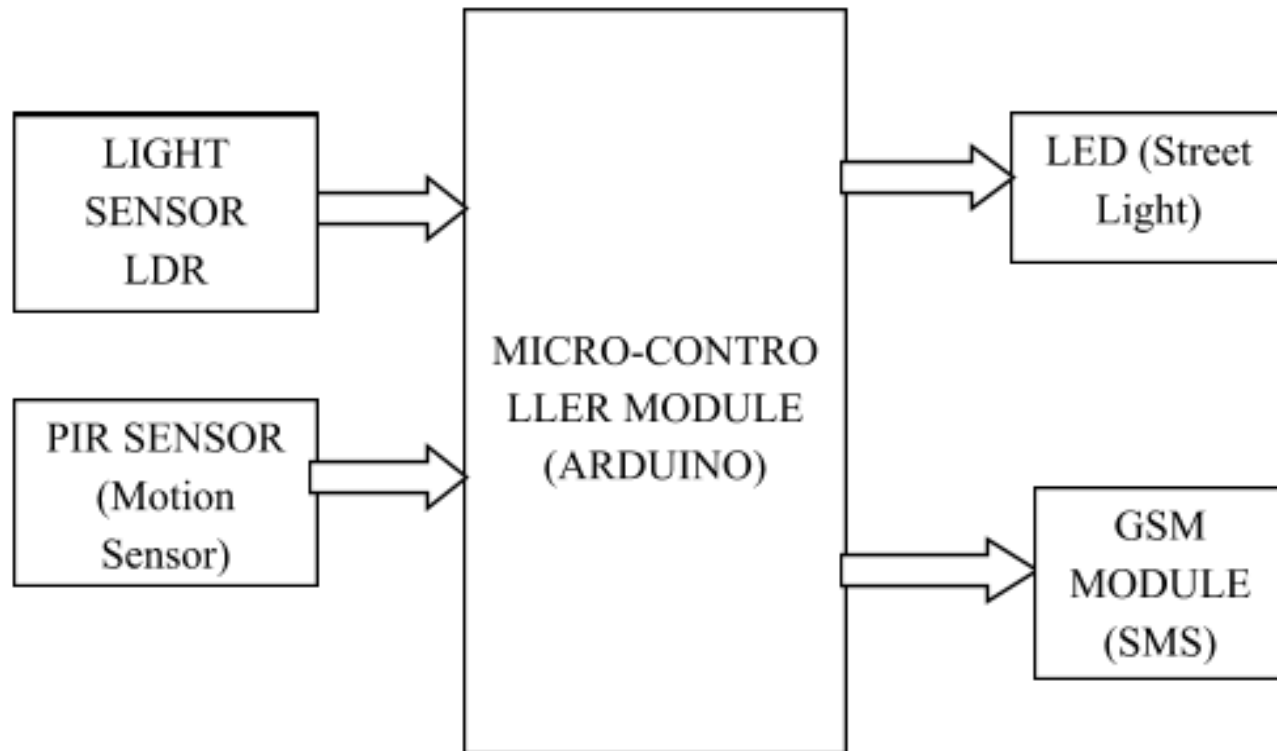 LIGHT
SENSOR
LDR
PIR SENSOR
(Motion
Sensor)
MICRO-CONTRO
LLER MODULE
(ARDUINO)
LED (Street
Light)
GSM
MODULE
(SMS)